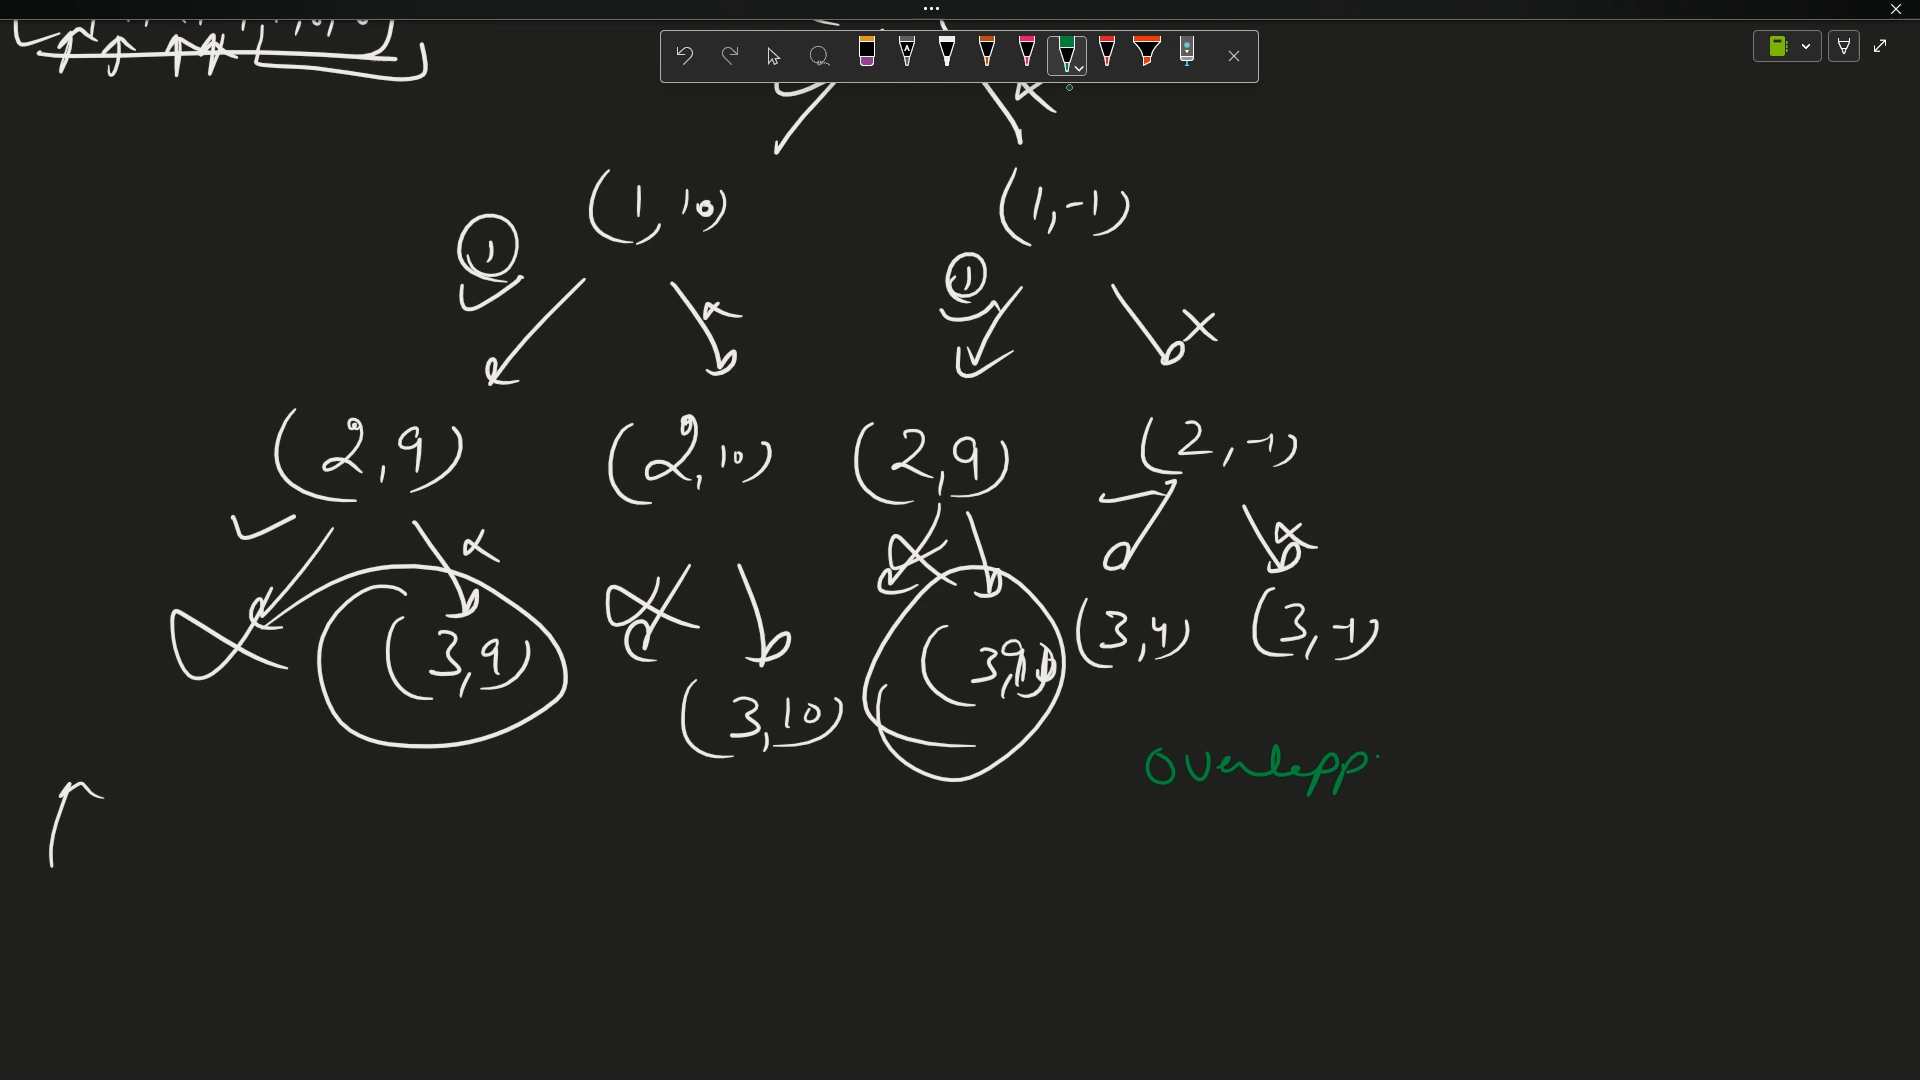 (1, 10) (1, -1)
1 1
(2, 9) (2, 10) (2, 9) (2, -1)
(3, 9) (3, 10) (3, 9) (3, 4) (3, -1)
overlapp